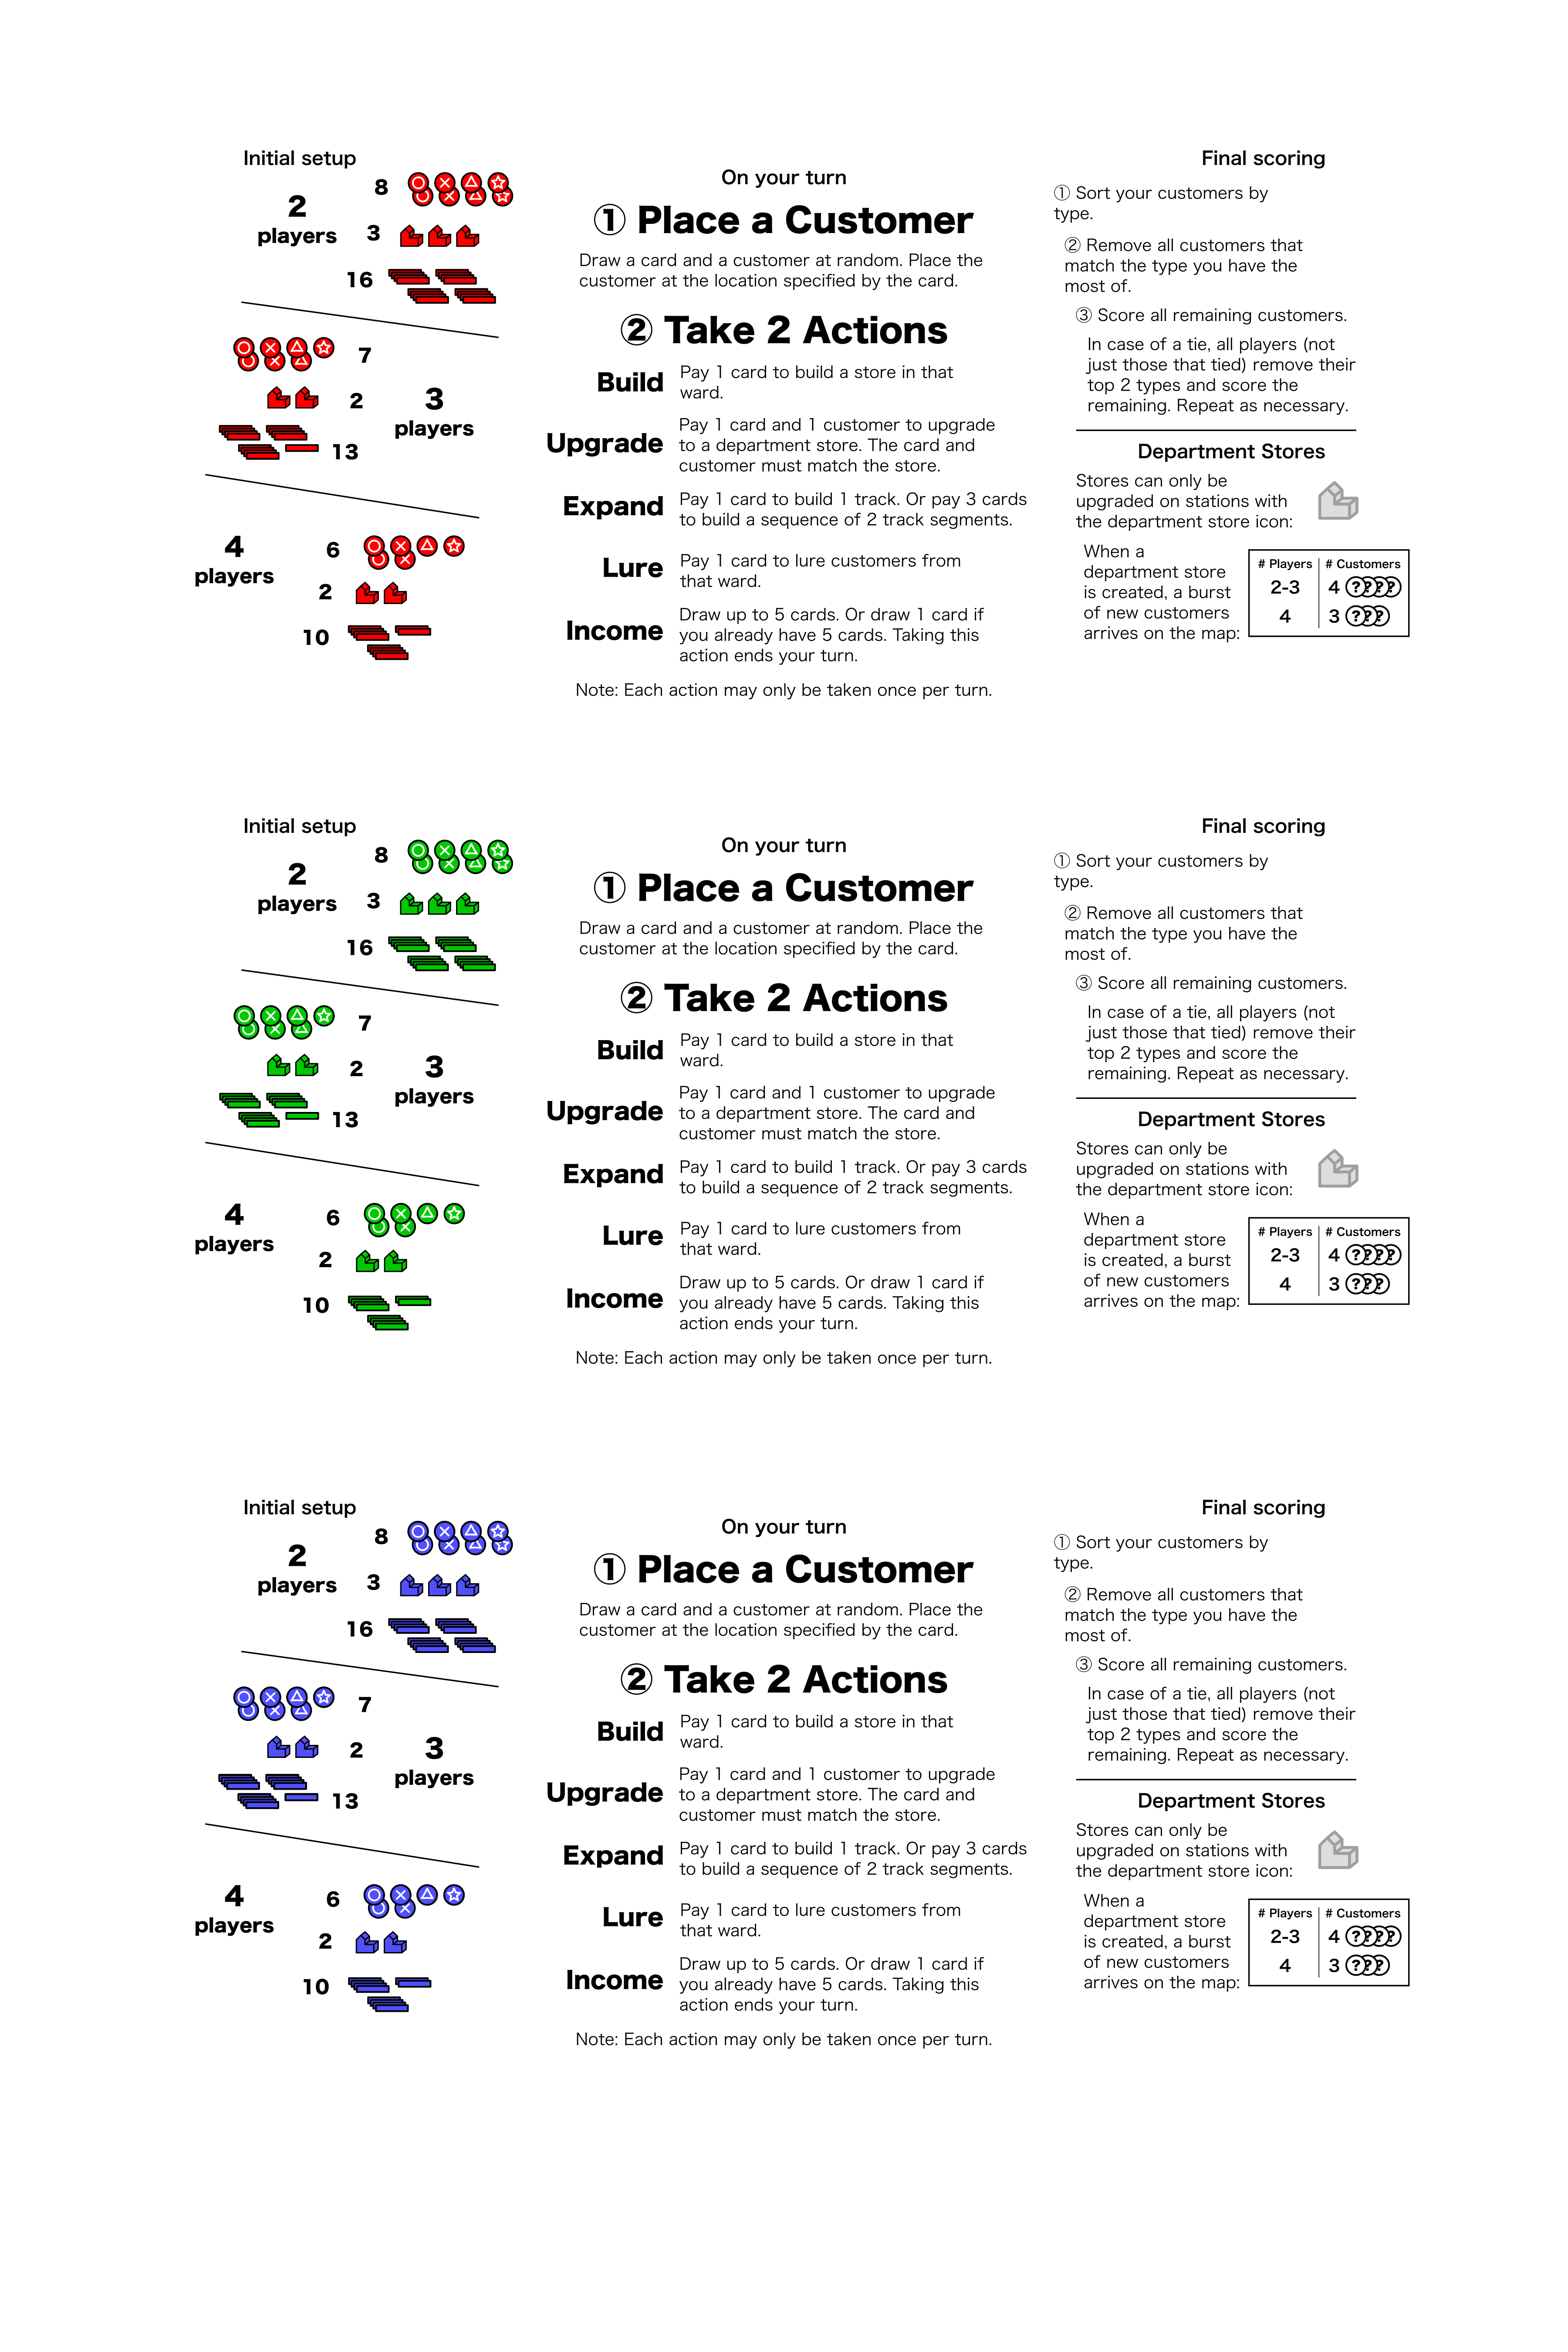 Initial setup
2
players
8
3
16
7
2
13
3
players
4
players
6
2
10
On your turn
① Place a Customer
Draw a card and a customer at random. Place the
customer at the location specified by the card.
② Take 2 Actions
Build
Pay 1 card to build a store in that
ward.
Upgrade
Pay 1 card and 1 customer to upgrade
to a department store. The card and
customer must match the store.
Expand
Pay 1 card to build 1 track. Or pay 3 cards
to build a sequence of 2 track segments.
Lure
Pay 1 card to lure customers from
that ward.
Income
Draw up to 5 cards. Or draw 1 card if
you already have 5 cards. Taking this
action ends your turn.
Note: Each action may only be taken once per turn.
Final scoring
① Sort your customers by
type.
② Remove all customers that
match the type you have the
most of.
③ Score all remaining customers.
In case of a tie, all players (not
just those that tied) remove their
top 2 types and score the
remaining. Repeat as necessary.
Department Stores
Stores can only be
upgraded on stations with
the department store icon:
When a
department store
is created, a burst
of new customers
arrives on the map:
# Players # Customers
2-3 4 ????
4 3 ???
Initial setup
2
players
8
3
16
7
2
13
3
players
4
players
6
2
10
On your turn
① Place a Customer
Draw a card and a customer at random. Place the
customer at the location specified by the card.
② Take 2 Actions
Build
Pay 1 card to build a store in that
ward.
Upgrade
Pay 1 card and 1 customer to upgrade
to a department store. The card and
customer must match the store.
Expand
Pay 1 card to build 1 track. Or pay 3 cards
to build a sequence of 2 track segments.
Lure
Pay 1 card to lure customers from
that ward.
Income
Draw up to 5 cards. Or draw 1 card if
you already have 5 cards. Taking this
action ends your turn.
Note: Each action may only be taken once per turn.
Final scoring
① Sort your customers by
type.
② Remove all customers that
match the type you have the
most of.
③ Score all remaining customers.
In case of a tie, all players (not
just those that tied) remove their
top 2 types and score the
remaining. Repeat as necessary.
Department Stores
Stores can only be
upgraded on stations with
the department store icon:
When a
department store
is created, a burst
of new customers
arrives on the map:
# Players # Customers
2-3 4 ????
4 3 ???
Initial setup
2
players
8
3
16
7
2
13
3
players
4
players
6
2
10
On your turn
① Place a Customer
Draw a card and a customer at random. Place the
customer at the location specified by the card.
② Take 2 Actions
Build
Pay 1 card to build a store in that
ward.
Upgrade
Pay 1 card and 1 customer to upgrade
to a department store. The card and
customer must match the store.
Expand
Pay 1 card to build 1 track. Or pay 3 cards
to build a sequence of 2 track segments.
Lure
Pay 1 card to lure customers from
that ward.
Income
Draw up to 5 cards. Or draw 1 card if
you already have 5 cards. Taking this
action ends your turn.
Note: Each action may only be taken once per turn.
Final scoring
① Sort your customers by
type.
② Remove all customers that
match the type you have the
most of.
③ Score all remaining customers.
In case of a tie, all players (not
just those that tied) remove their
top 2 types and score the
remaining. Repeat as necessary.
Department Stores
Stores can only be
upgraded on stations with
the department store icon:
When a
department store
is created, a burst
of new customers
arrives on the map:
# Players # Customers
2-3 4 ????
4 3 ???